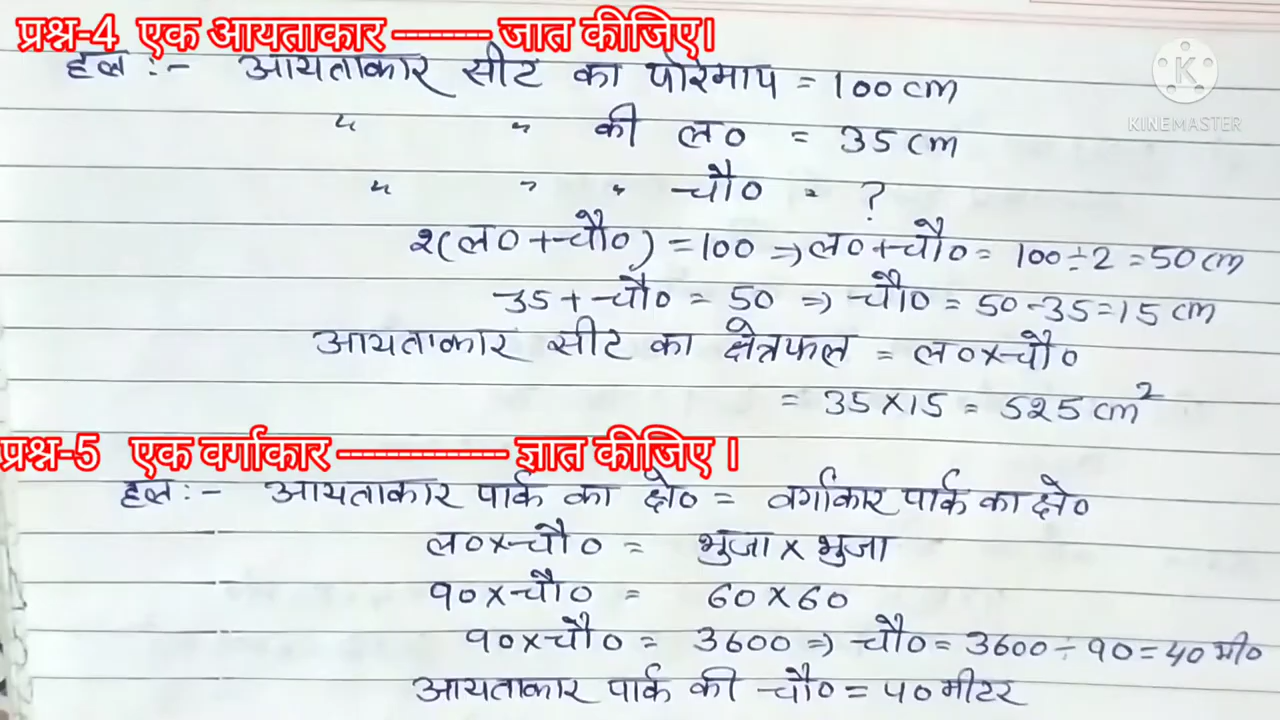 प्रश्न-4 एक आयताकार -------- जात कीजिए।
हल :- आयताकार सीट का परिमाप = 100 cm
KINEMASTER
" " की ल० = 35 cm
" " " चौ० = ?
2(ल० + चौ०) = 100 ⇒ ल० + चौ० = 100 ÷ 2 = 50 cm
35 + चौ० = 50 ⇒ चौ० = 50 - 35 = 15 cm
आयताकार सीट का क्षेत्रफल = ल० × चौ०
= 35 × 15 = 525 cm²
प्रश्न-5 एक वर्गाकार -------------- ज्ञात कीजिए ।
हल :- आयताकार पार्क का क्षे० = वर्गाकार पार्क का क्षे०
ल० × चौ० = भुजा × भुजा
90 × चौ० = 60 × 60
90 × चौ० = 3600 ⇒ चौ० = 3600 ÷ 90 = 40 मी०
आयताकार पार्क की चौ० = 40 मीटर